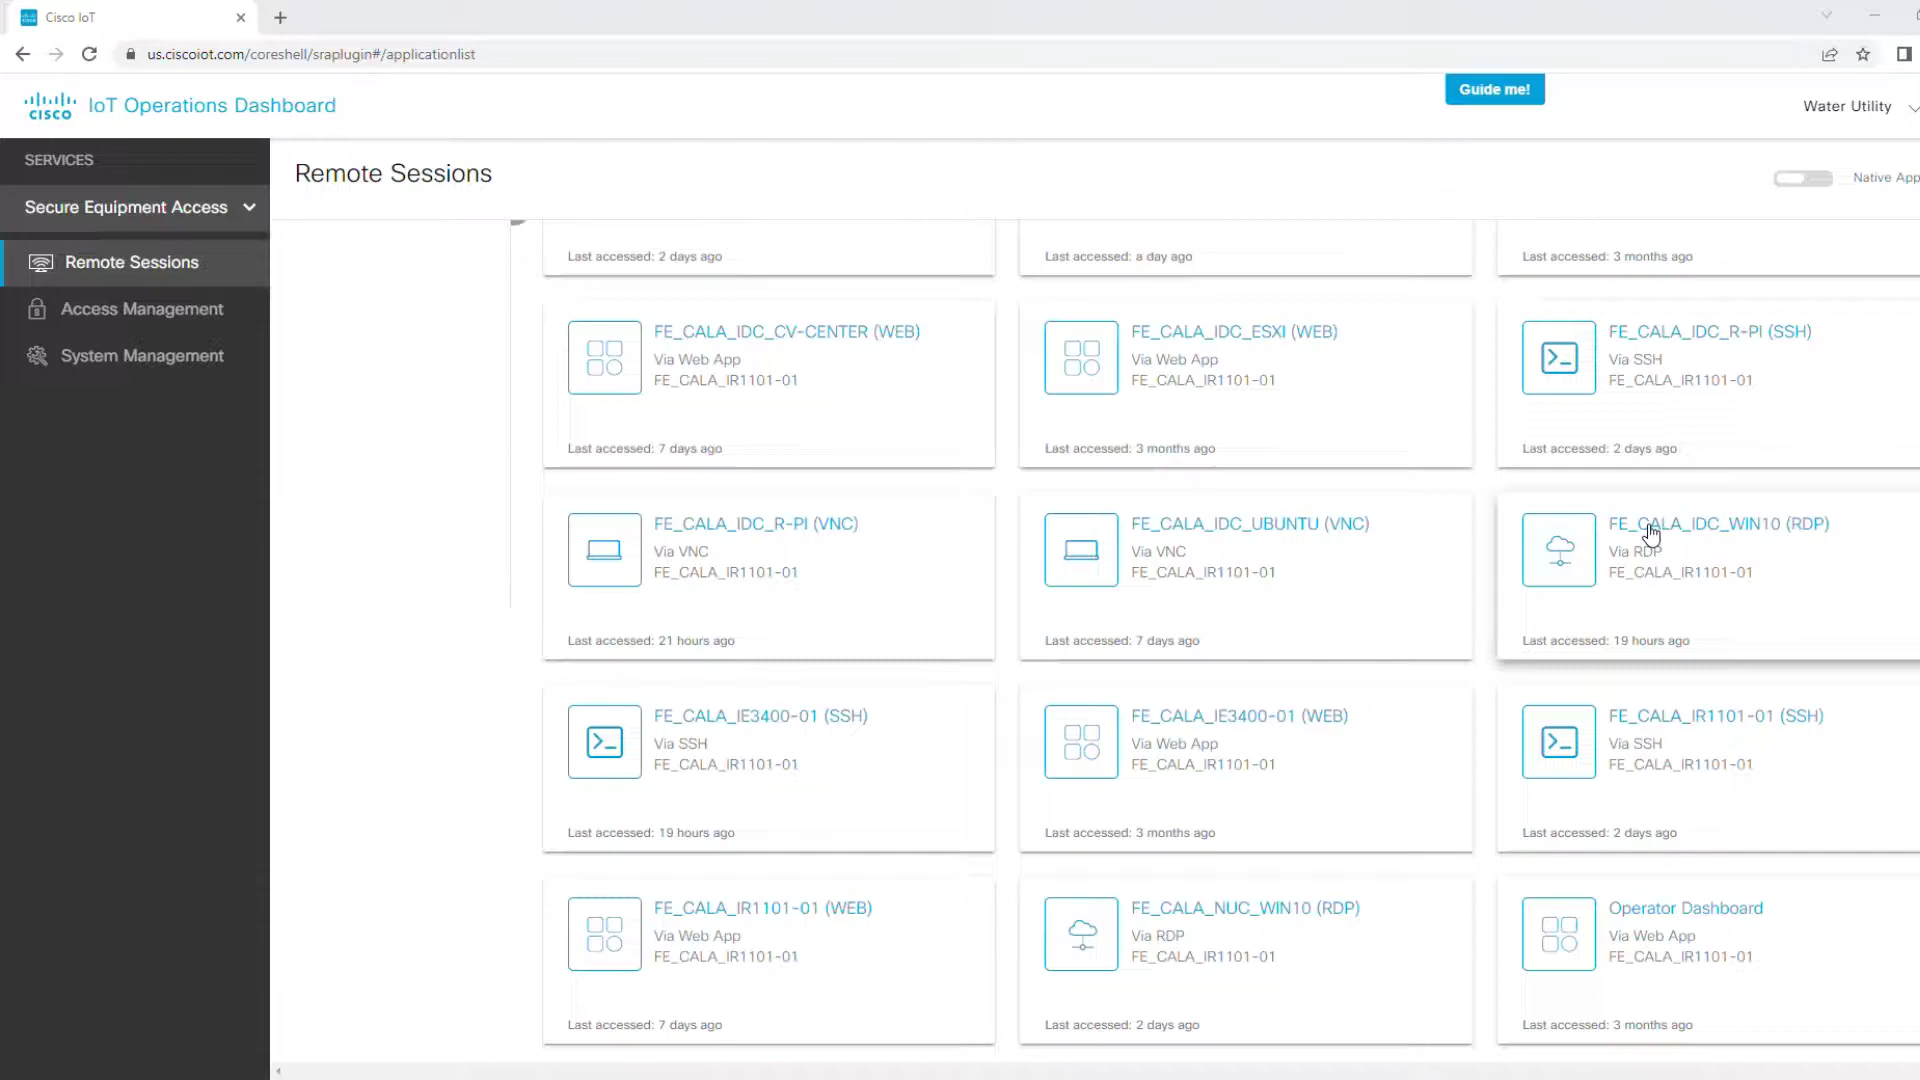 Cisco IoT
us.ciscoiot.com/coreshell/sraplugin#/applicationlist
CISCO
IoT Operations Dashboard
Guide me!
Water Utility
SERVICES
Secure Equipment Access
Remote Sessions
Access Management
System Management
Remote Sessions
Native App
Last accessed: 2 days ago
Last accessed: a day ago
Last accessed: 3 months ago
FE_CALA_IDC_CV-CENTER (WEB)
Via Web App
FE_CALA_IR1101-01
Last accessed: 7 days ago
FE_CALA_IDC_ESXI (WEB)
Via Web App
FE_CALA_IR1101-01
Last accessed: 3 months ago
FE_CALA_IDC_R-PI (SSH)
Via SSH
FE_CALA_IR1101-01
Last accessed: 2 days ago
FE_CALA_IDC_R-PI (VNC)
Via VNC
FE_CALA_IR1101-01
Last accessed: 21 hours ago
FE_CALA_IDC_UBUNTU (VNC)
Via VNC
FE_CALA_IR1101-01
Last accessed: 7 days ago
FE_CALA_IDC_WIN10 (RDP)
Via RDP
FE_CALA_IR1101-01
Last accessed: 19 hours ago
FE_CALA_IE3400-01 (SSH)
Via SSH
FE_CALA_IR1101-01
Last accessed: 19 hours ago
FE_CALA_IE3400-01 (WEB)
Via Web App
FE_CALA_IR1101-01
Last accessed: 3 months ago
FE_CALA_IR1101-01 (SSH)
Via SSH
FE_CALA_IR1101-01
Last accessed: 2 days ago
FE_CALA_IR1101-01 (WEB)
Via Web App
FE_CALA_IR1101-01
Last accessed: 7 days ago
FE_CALA_NUC_WIN10 (RDP)
Via RDP
FE_CALA_IR1101-01
Last accessed: 2 days ago
Operator Dashboard
Via Web App
FE_CALA_IR1101-01
Last accessed: 3 months ago